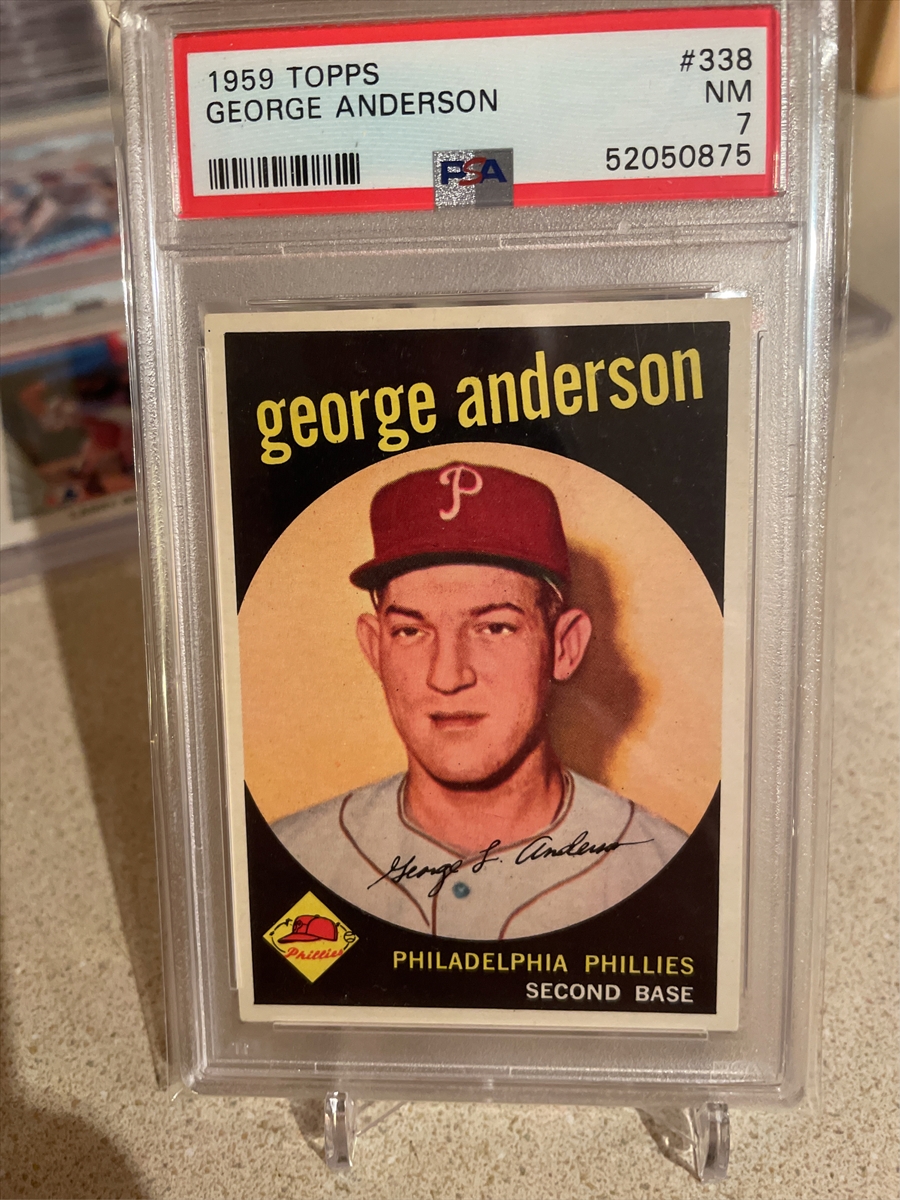 1959 TOPPS
GEORGE ANDERSON
#338
NM
7
52050875
PSA
george anderson
P
George L. Anderson
Phillies
PHILADELPHIA PHILLIES
SECOND BASE